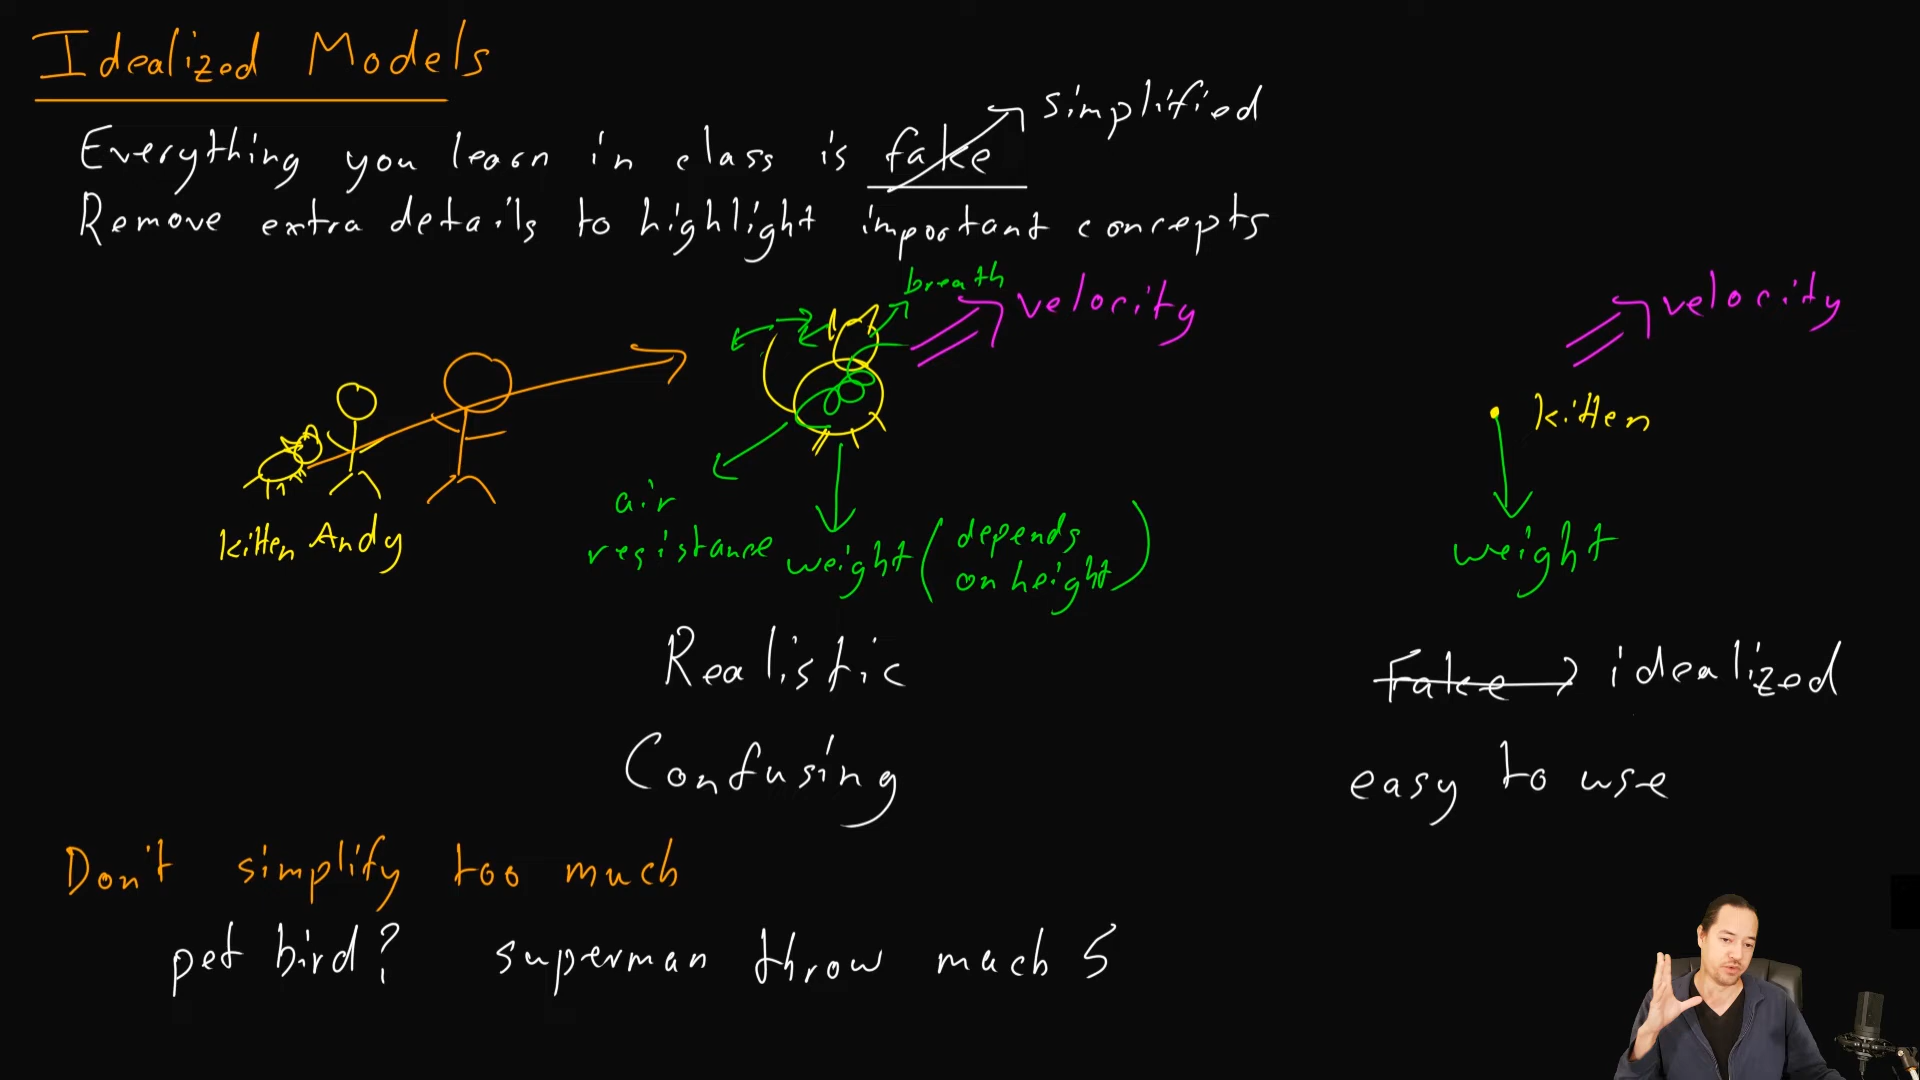 Idealized Models
Everything you learn in class is fake simplified
Remove extra details to highlight important concepts
breath
velocity
velocity
kitten
kitten Andy
air
resistance
weight (depends
on height)
weight
Realistic
Fake idealized
Confusing
easy to use
Don't simplify too much
pet bird? superman throw mach 5